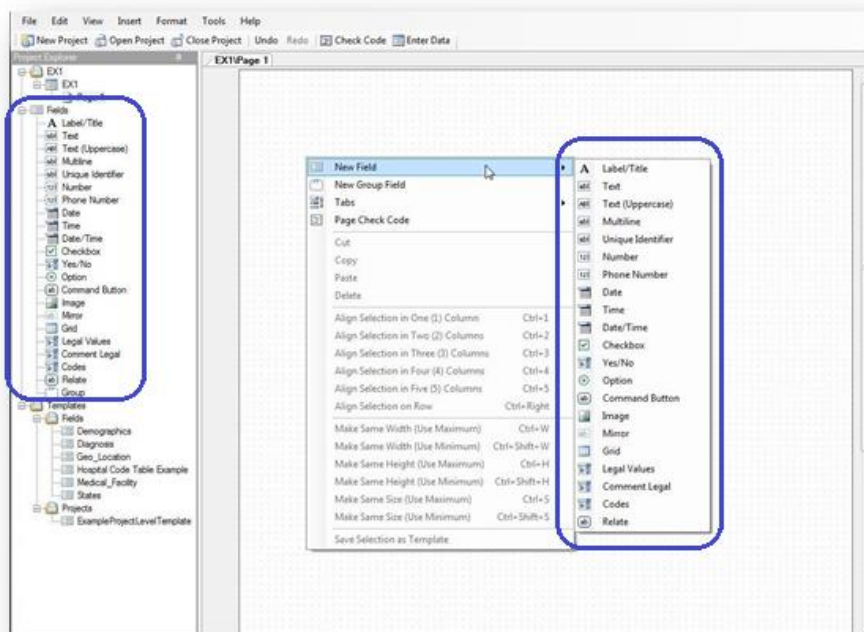 File Edit View Insert Format Tools Help
New Project Open Project Close Project Undo Redo Check Code Enter Data
Project Explorer
EX1\Page 1
EX1
EX1
Fields
Label/Title
Text
Text (Uppercase)
Multiline
Unique Identifier
Number
Phone Number
Date
Time
Date/Time
Checkbox
Yes/No
Option
Command Button
Image
Mirror
Grid
Legal Values
Comment Legal
Codes
Relate
Group
Templates
Fields
Demographics
Diagnosis
Geo_Location
Hospital Code Table Example
Medical_Facility
States
Projects
ExampleProjectLevelTemplate
New Field
New Group Field
Tabs
Page Check Code
Cut
Copy
Paste
Delete
Align Selection in One (1) Column Ctrl+1
Align Selection in Two (2) Columns Ctrl+2
Align Selection in Three (3) Columns Ctrl+3
Align Selection in Four (4) Columns Ctrl+4
Align Selection in Five (5) Columns Ctrl+5
Align Selection on Row Ctrl+Right
Make Same Width (Use Maximum) Ctrl+W
Make Same Width (Use Minimum) Ctrl+Shift+W
Make Same Height (Use Maximum) Ctrl+H
Make Same Height (Use Minimum) Ctrl+Shift+H
Make Same Size (Use Maximum) Ctrl+S
Make Same Size (Use Minimum) Ctrl+Shift+S
Save Selection as Template
Label/Title
Text
Text (Uppercase)
Multiline
Unique Identifier
Number
Phone Number
Date
Time
Date/Time
Checkbox
Yes/No
Option
Command Button
Image
Mirror
Grid
Legal Values
Comment Legal
Codes
Relate